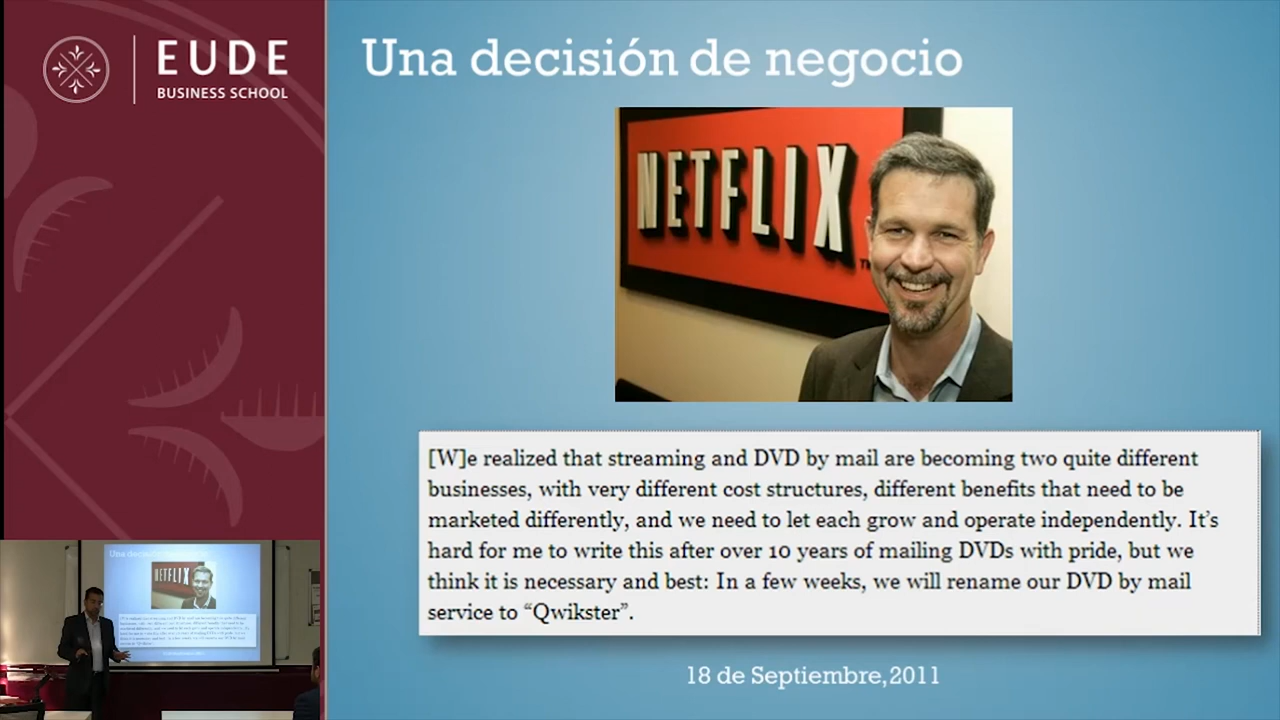 EUDE
BUSINESS SCHOOL
Una decisión de negocio
NETFLIX
[W]e realized that streaming and DVD by mail are becoming two quite different
businesses, with very different cost structures, different benefits that need to be
marketed differently, and we need to let each grow and operate independently. It's
hard for me to write this after over 10 years of mailing DVDs with pride, but we
think it is necessary and best: In a few weeks, we will rename our DVD by mail
service to “Qwikster”.
18 de Septiembre,2011
Una decisión
NETFLIX